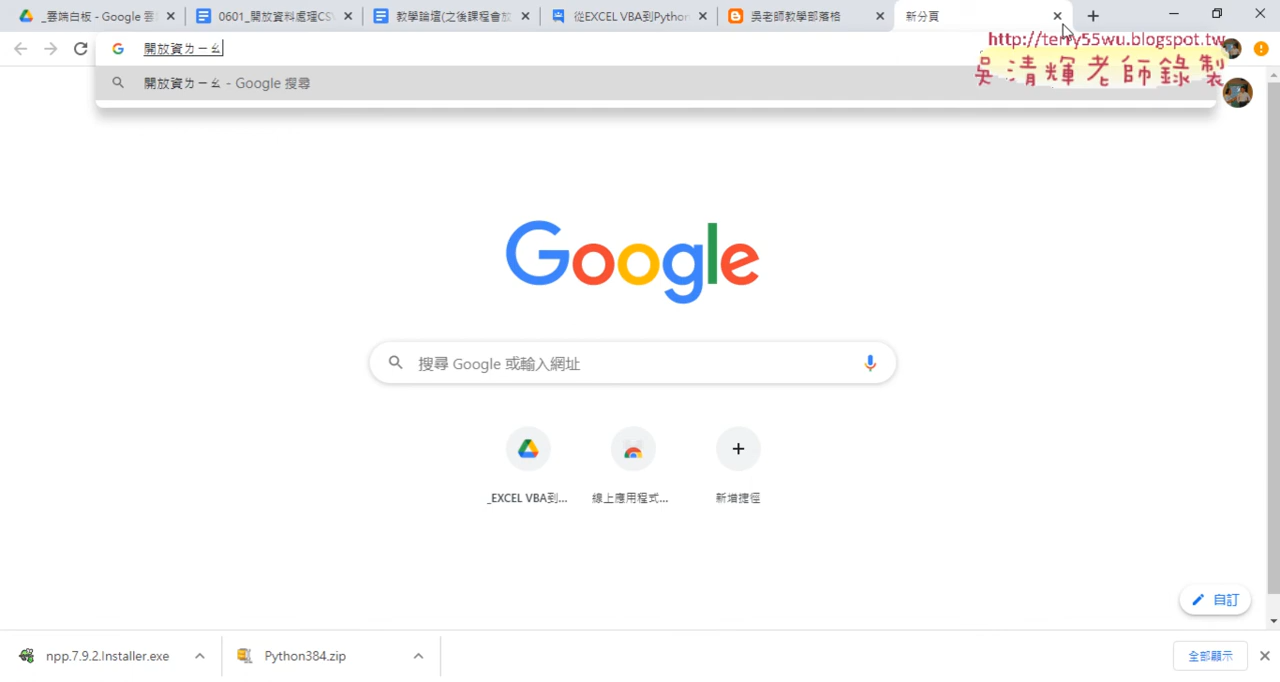 _雲端白板 - Google 雲
0601_開放資料處理CSV
教學論壇(之後課程會放
從EXCEL VBA到Python
吳老師教學部落格
新分頁
開放資ㄌㄧㄠ
開放資ㄌㄧㄠ - Google 搜尋
http://terry55wu.blogspot.tw
吳清輝老師錄製
Google
搜尋 Google 或輸入網址
_EXCEL VBA到...
線上應用程式...
新增捷徑
自訂
npp.7.9.2.Installer.exe
Python384.zip
全部顯示